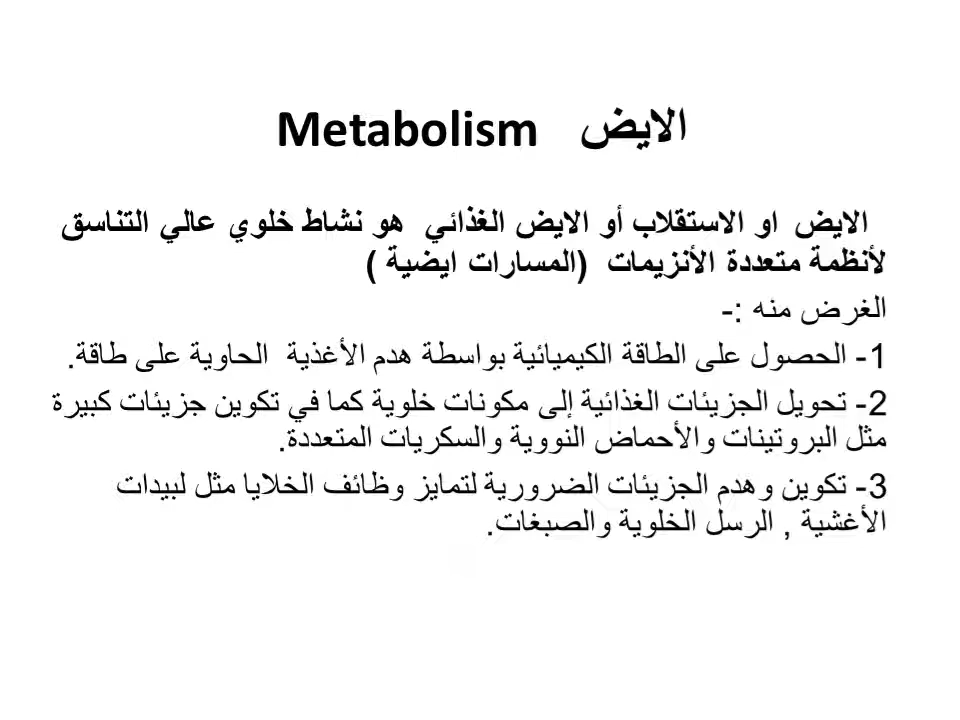 الايض Metabolism
الايض او الاستقلاب أو الايض الغذائي هو نشاط خلوي عالي التناسق
لأنظمة متعددة الأنزيمات (المسارات ايضية )
الغرض منه :-
1- الحصول على الطاقة الكيميائية بواسطة هدم الأغذية الحاوية على طاقة.
2- تحويل الجزيئات الغذائية إلى مكونات خلوية كما في تكوين جزيئات كبيرة
مثل البروتينات والأحماض النووية والسكريات المتعددة.
3- تكوين وهدم الجزيئات الضرورية لتمايز وظائف الخلايا مثل لبيدات
الأغشية , الرسل الخلوية والصبغات.